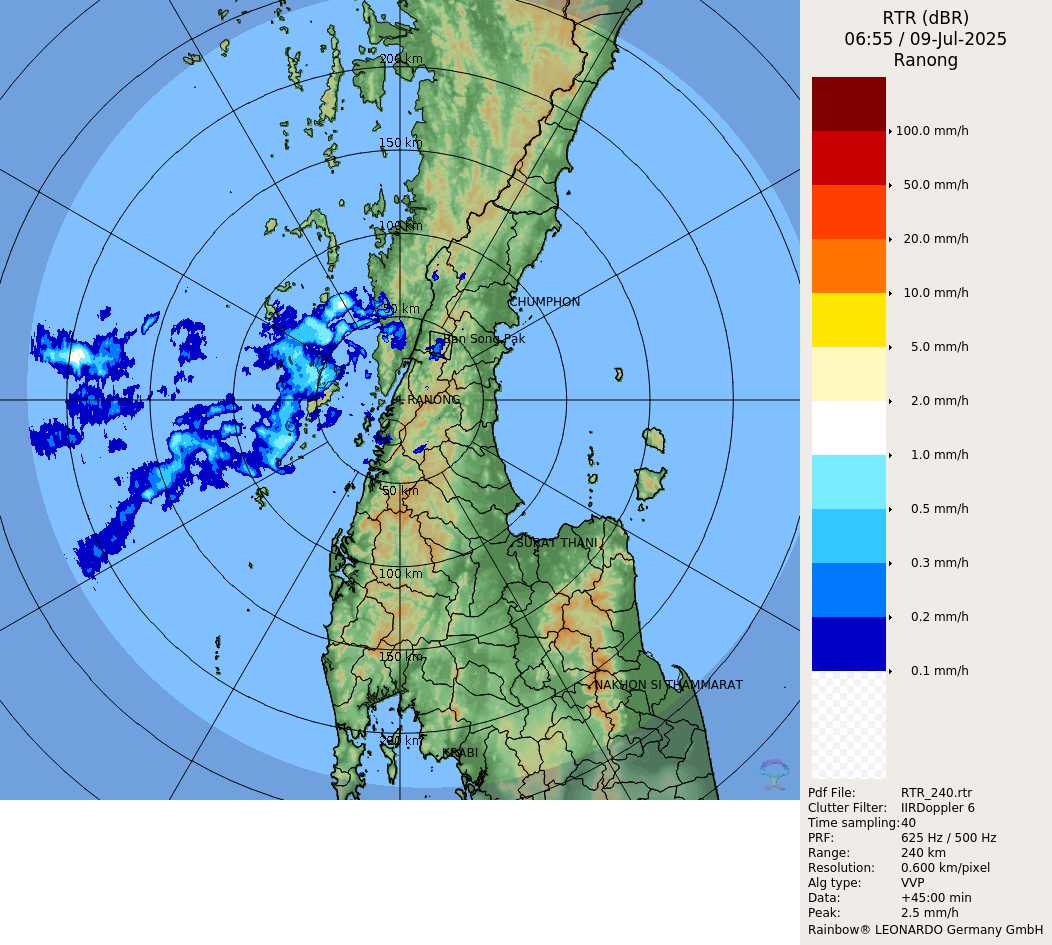 RTR (dBR)
06:55 / 09-Jul-2025
Ranong
200 km
150 km
100 km
50 km
CHUMPHON
Ban Song Pak
RANONG
50 km
SURAT THANI
100 km
150 km
NAKHON SI THAMMARAT
200 km
KRABI
100.0 mm/h
50.0 mm/h
20.0 mm/h
10.0 mm/h
5.0 mm/h
2.0 mm/h
1.0 mm/h
0.5 mm/h
0.3 mm/h
0.2 mm/h
0.1 mm/h
Pdf File: RTR_240.rtr
Clutter Filter: IIRDoppler 6
Time sampling:40
PRF: 625 Hz / 500 Hz
Range: 240 km
Resolution: 0.600 km/pixel
Alg type: VVP
Data: +45:00 min
Peak: 2.5 mm/h
Rainbow® LEONARDO Germany GmbH